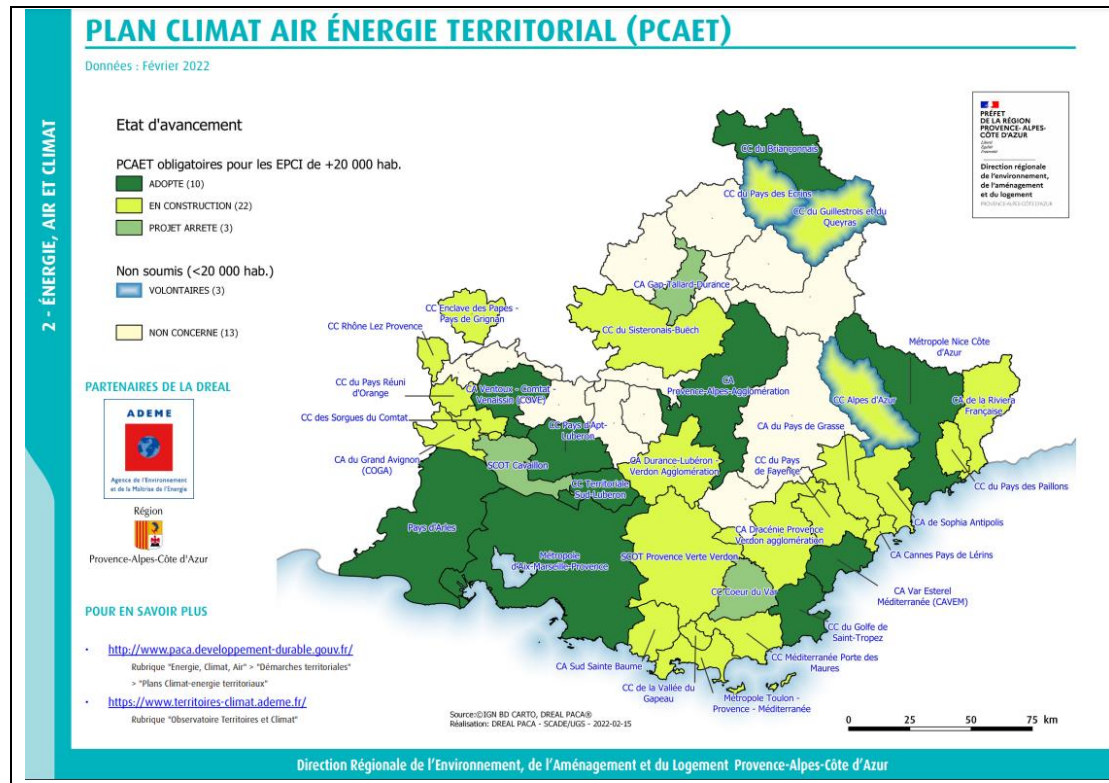 PLAN CLIMAT AIR ÉNERGIE TERRITORIAL (PCAET)
Données : Février 2022
2 - ÉNERGIE, AIR ET CLIMAT
Etat d'avancement
PCAET obligatoires pour les EPCI de +20 000 hab.
ADOPTE (10)
EN CONSTRUCTION (22)
PROJET ARRETE (3)
Non soumis (<20 000 hab.)
VOLONTAIRES (3)
NON CONCERNE (13)
PARTENAIRES DE LA DREAL
ADEME
Agence de l'Environnement
et de la Maîtrise de l'Energie
Région
Provence-Alpes-Côte d'Azur
POUR EN SAVOIR PLUS
• http://www.paca.developpement-durable.gouv.fr/
Rubrique "Energie, Climat, Air" > "Démarches territoriales"
> "Plans Climat-energie territoriaux"
• https://www.territoires-climat.ademe.fr/
Rubrique "Observatoire Territoires et Climat"
PRÉFET
DE LA RÉGION
PROVENCE-ALPES-
CÔTE D'AZUR
Liberté
Égalité
Fraternité
Direction régionale
de l'environnement,
de l'aménagement
et du logement
PROVENCE-ALPES-CÔTE D'AZUR
CC du Briançonnais
CC du Pays des Ecrins
CC du Guillestrois et du
Queyras
CA Gap-Tallard-Durance
CC Enclave des Papes -
Pays de Grignan
CC Rhône Lez Provence
CC du Sisteronais-Buëch
Métropole Nice Côte
d'Azur
CC du Pays Réuni
d'Orange
CA Ventoux - Comtat -
Venaissin (COVE)
CA
Provence-Alpes-Agglomération
CC Alpes d'Azur
CA de la Riviera
Française
CC des Sorgues du Comtat
CC Pays d'Apt-
Luberon
CA du Pays de Grasse
CA du Grand Avignon
(COGA)
SCOT Cavaillon
CA Durance-Lubéron -
Verdon Agglomération
CC du Pays
de Fayence
CC du Pays des Paillons
CC Territoriale
Sud-Luberon
Pays d'Arles
CA Dracénie Provence
Verdon agglomération
CA de Sophia Antipolis
Métropole
d'Aix-Marseille-Provence
SCOT Provence Verte Verdon
CA Cannes Pays de Lérins
CC Coeur du Var
CA Var Esterel
Méditerranée (CAVEM)
CC du Golfe de
Saint-Tropez
CA Sud Sainte Baume
CC Méditerranée Porte des
Maures
CC de la Vallée du
Gapeau
Métropole Toulon -
Provence - Méditerranée
Source:©IGN BD CARTO, DREAL PACA®
Réalisation: DREAL PACA - SCADE/UGS - 2022-02-15
0 25 50 75 km
Direction Régionale de l'Environnement, de l'Aménagement et du Logement Provence-Alpes-Côte d'Azur